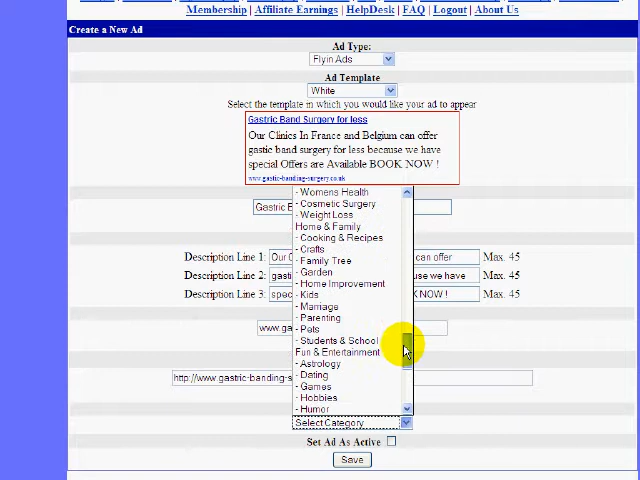 Membership | Affiliate Earnings | HelpDesk | FAQ | Logout | About Us
Create a New Ad
Ad Type:
Flyin Ads
Ad Template
White
Select the template in which you would like your ad to appear
Gastric Band Surgery for less
Our Clinics In France and Belgium can offer
gastic band surgery for less because we have
special Offers are Available BOOK NOW !
www.gastic-banding-surgery.co.uk
- Womens Health
- Cosmetic Surgery
- Weight Loss
Gastric B
Home & Family
- Cooking & Recipes
- Crafts
Description Line 1: Our C can offer Max. 45
- Family Tree
- Garden
Description Line 2: gasti use we have Max. 45
- Home Improvement
Description Line 3: speci K NOW ! Max. 45
- Kids
- Marriage
- Parenting
www.ga
- Pets
- Students & School
Fun & Entertainment
- Astrology
- Dating
http://www.gastric-banding-s
- Games
- Hobbies
- Humor
Select Category
Set Ad As Active
Save